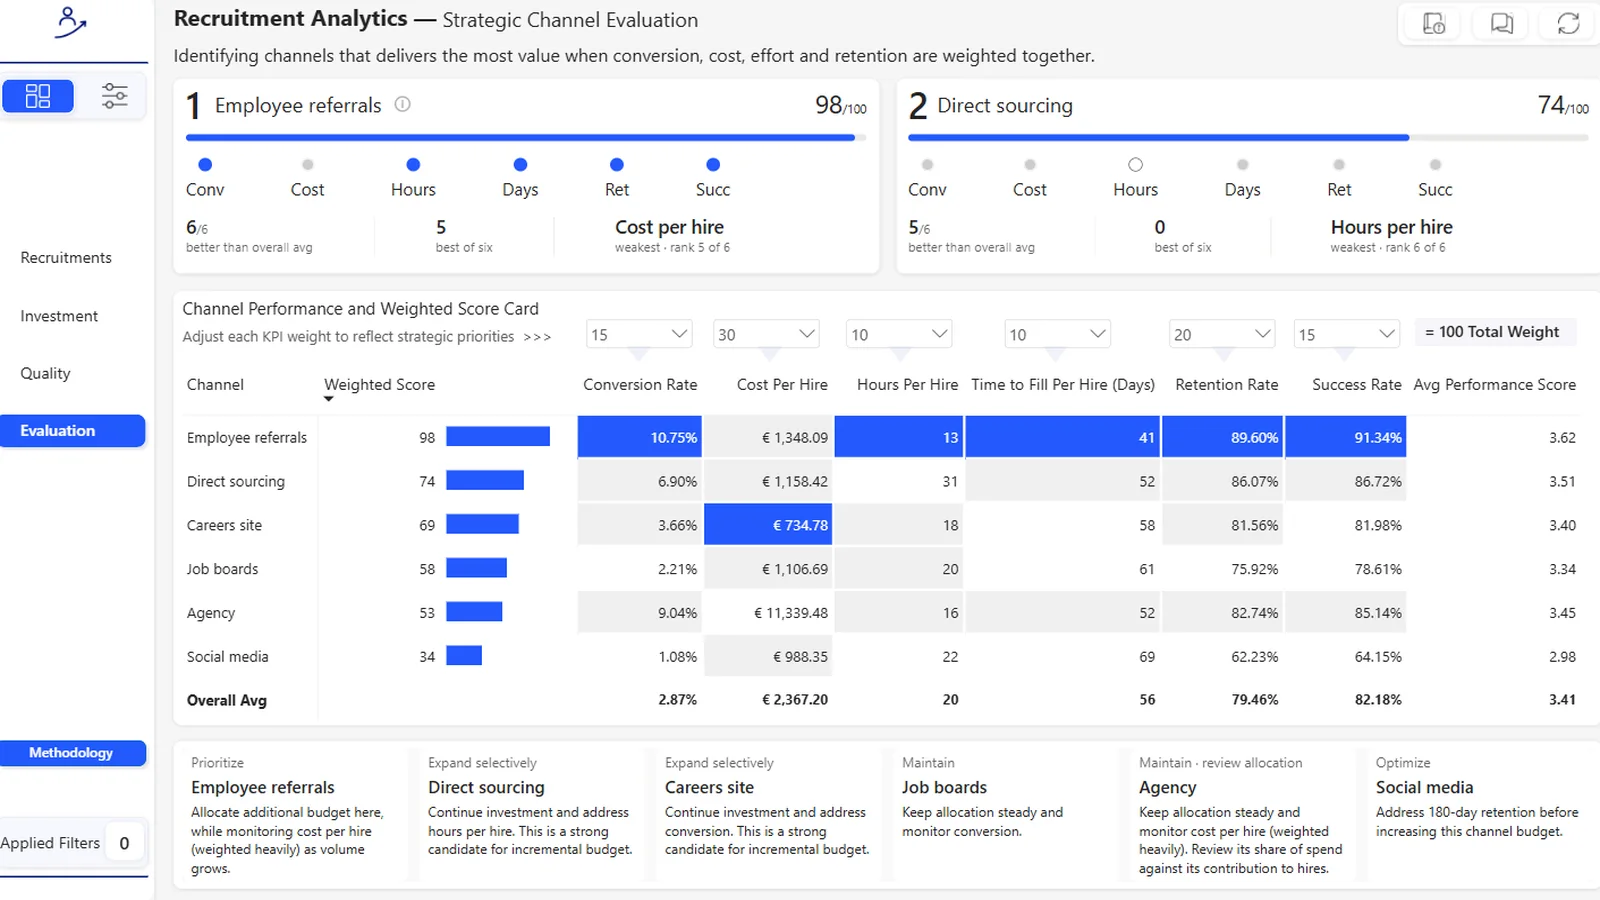 Recruitment Analytics — Strategic Channel Evaluation
Identifying channels that delivers the most value when conversion, cost, effort and retention are weighted together.
1 Employee referrals 98/100
Conv Cost Hours Days Ret Succ
6/6 5 Cost per hire
better than overall avg best of six weakest · rank 5 of 6
2 Direct sourcing 74/100
Conv Cost Hours Days Ret Succ
5/6 0 Hours per hire
better than overall avg best of six weakest · rank 6 of 6
Recruitments
Investment
Quality
Evaluation
Methodology
Applied Filters 0
Channel Performance and Weighted Score Card
Adjust each KPI weight to reflect strategic priorities >>> 15 30 10 10 20 15 = 100 Total Weight
Channel Weighted Score Conversion Rate Cost Per Hire Hours Per Hire Time to Fill Per Hire (Days) Retention Rate Success Rate Avg Performance Score
Employee referrals 98 10.75% € 1,348.09 13 41 89.60% 91.34% 3.62
Direct sourcing 74 6.90% € 1,158.42 31 52 86.07% 86.72% 3.51
Careers site 69 3.66% € 734.78 18 58 81.56% 81.98% 3.40
Job boards 58 2.21% € 1,106.69 20 61 75.92% 78.61% 3.34
Agency 53 9.04% € 11,339.48 16 52 82.74% 85.14% 3.45
Social media 34 1.08% € 988.35 22 69 62.23% 64.15% 2.98
Overall Avg 2.87% € 2,367.20 20 56 79.46% 82.18% 3.41
Prioritize
Employee referrals
Allocate additional budget here,
while monitoring cost per hire
(weighted heavily) as volume
grows.
Expand selectively
Direct sourcing
Continue investment and address
hours per hire. This is a strong
candidate for incremental budget.
Expand selectively
Careers site
Continue investment and address
conversion. This is a strong
candidate for incremental budget.
Maintain
Job boards
Keep allocation steady and
monitor conversion.
Maintain · review allocation
Agency
Keep allocation steady and
monitor cost per hire (weighted
heavily). Review its share of spend
against its contribution to hires.
Optimize
Social media
Address 180-day retention before
increasing this channel budget.